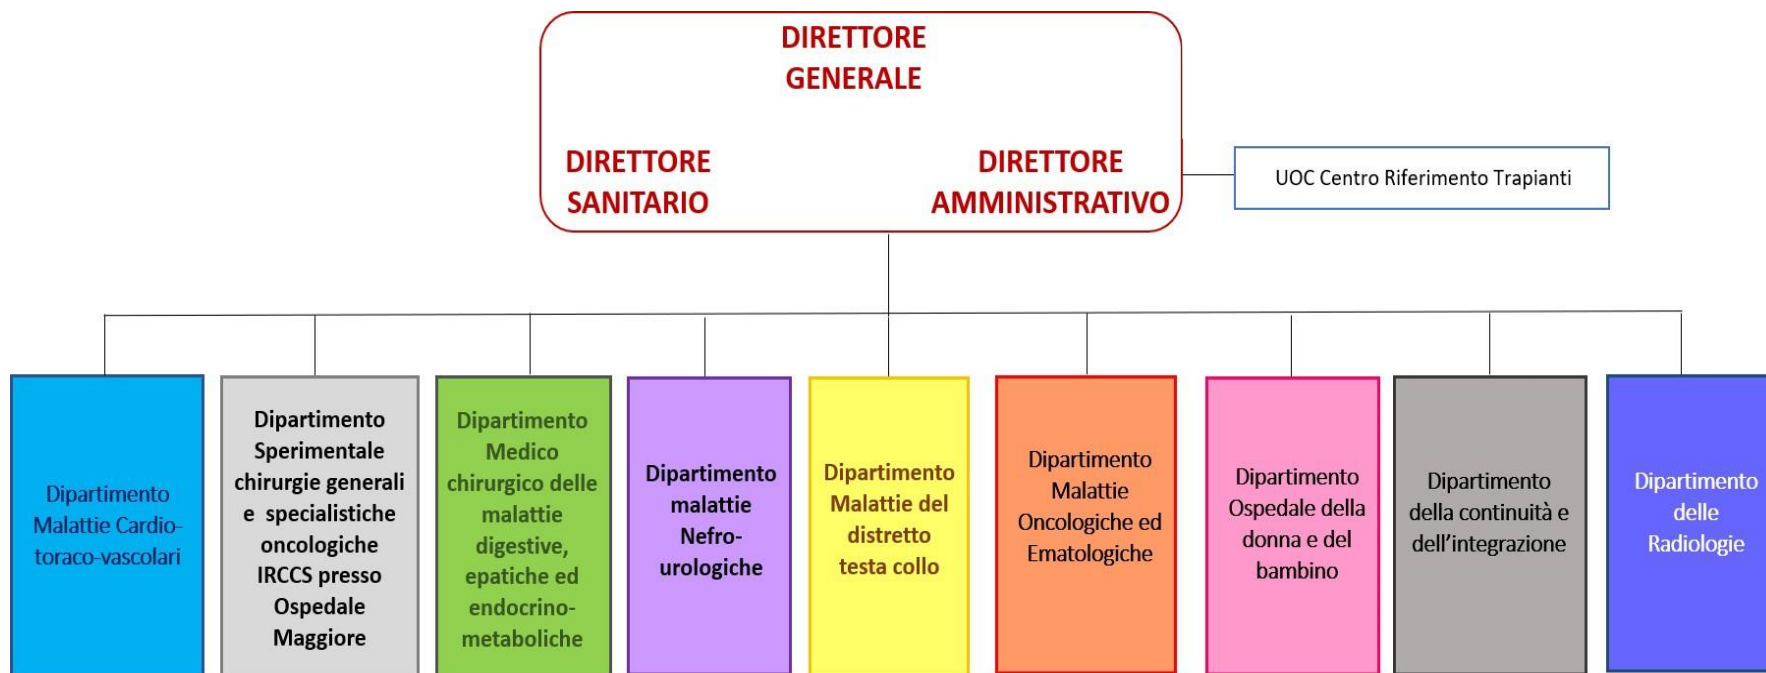 DIRETTORE
GENERALE
DIRETTORE
SANITARIO
DIRETTORE
AMMINISTRATIVO
UOC Centro Riferimento Trapianti
Dipartimento
Malattie Cardio-
toraco-vascolari
Dipartimento
Sperimentale
chirurgie generali
e specialistiche
oncologiche
IRCCS presso
Ospedale
Maggiore
Dipartimento
Medico
chirurgico delle
malattie
digestive,
epatiche ed
endocrino-
metaboliche
Dipartimento
malattie
Nefro-
urologiche
Dipartimento
Malattie del
distretto
testa collo
Dipartimento
Malattie
Oncologiche ed
Ematologiche
Dipartimento
Ospedale della
donna e del
bambino
Dipartimento
della continuità e
dell'integrazione
Dipartimento
delle
Radiologie